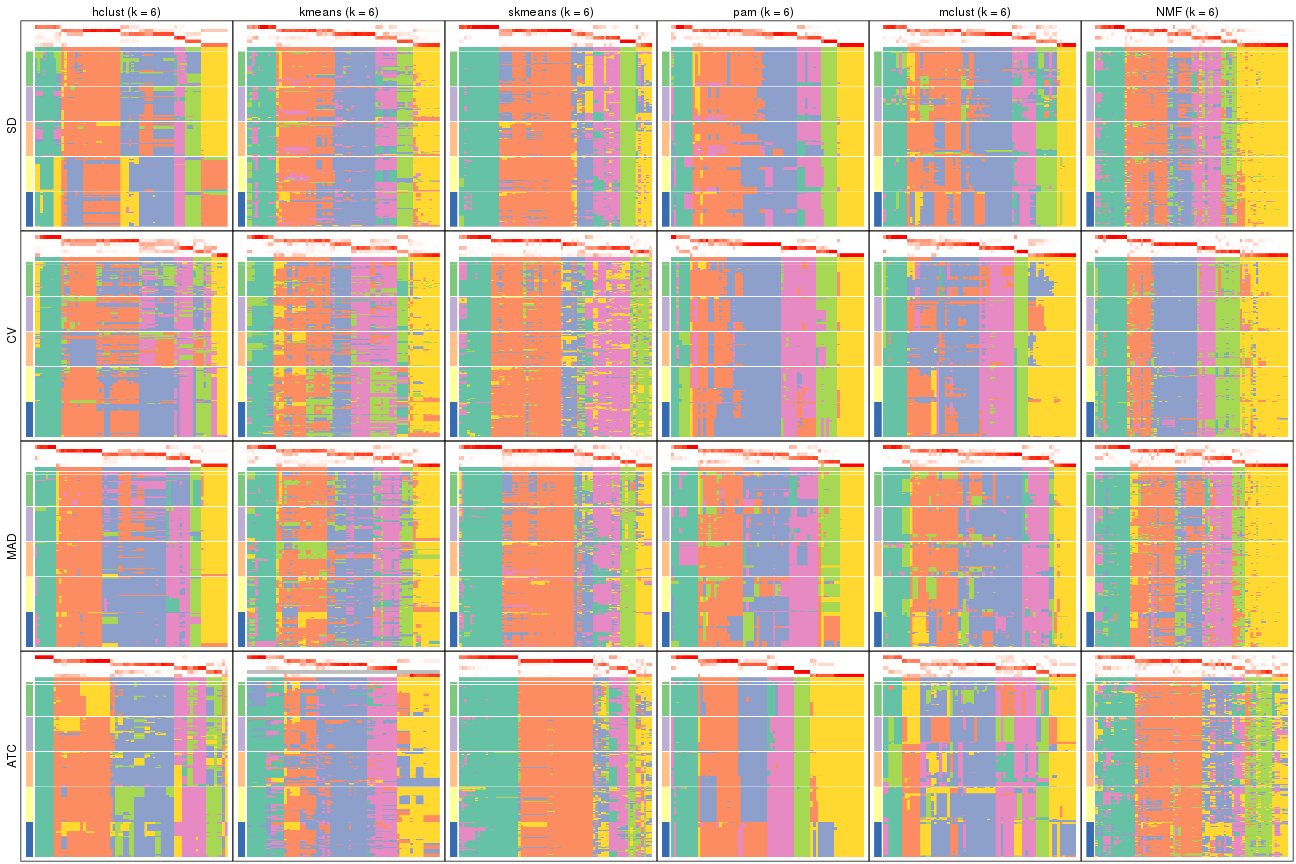 hclust (k = 6) kmeans (k = 6) skmeans (k = 6) pam (k = 6) mclust (k = 6) NMF (k = 6)
SD
CV
MAD
ATC